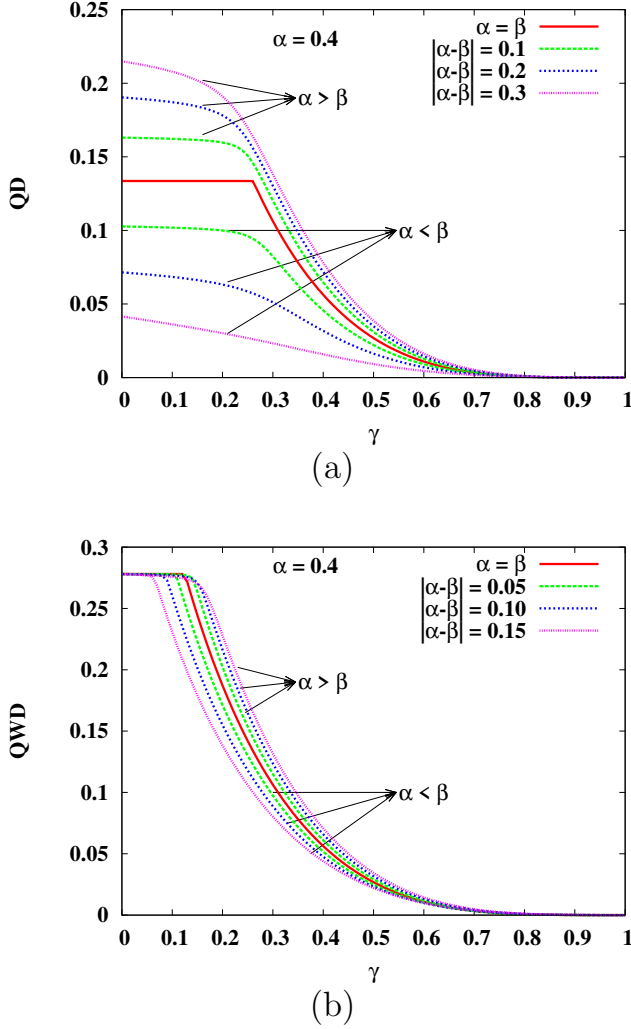 0.25
0.2
0.15
0.1
0.05
0
QD
α = 0.4
α = β
|α-β| = 0.1
|α-β| = 0.2
|α-β| = 0.3
α > β
α < β
0 0.1 0.2 0.3 0.4 0.5 0.6 0.7 0.8 0.9 1
γ
(a)
0.3
0.25
0.2
0.15
0.1
0.05
0
QWD
α = 0.4
α = β
|α-β| = 0.05
|α-β| = 0.10
|α-β| = 0.15
α > β
α < β
0 0.1 0.2 0.3 0.4 0.5 0.6 0.7 0.8 0.9 1
γ
(b)